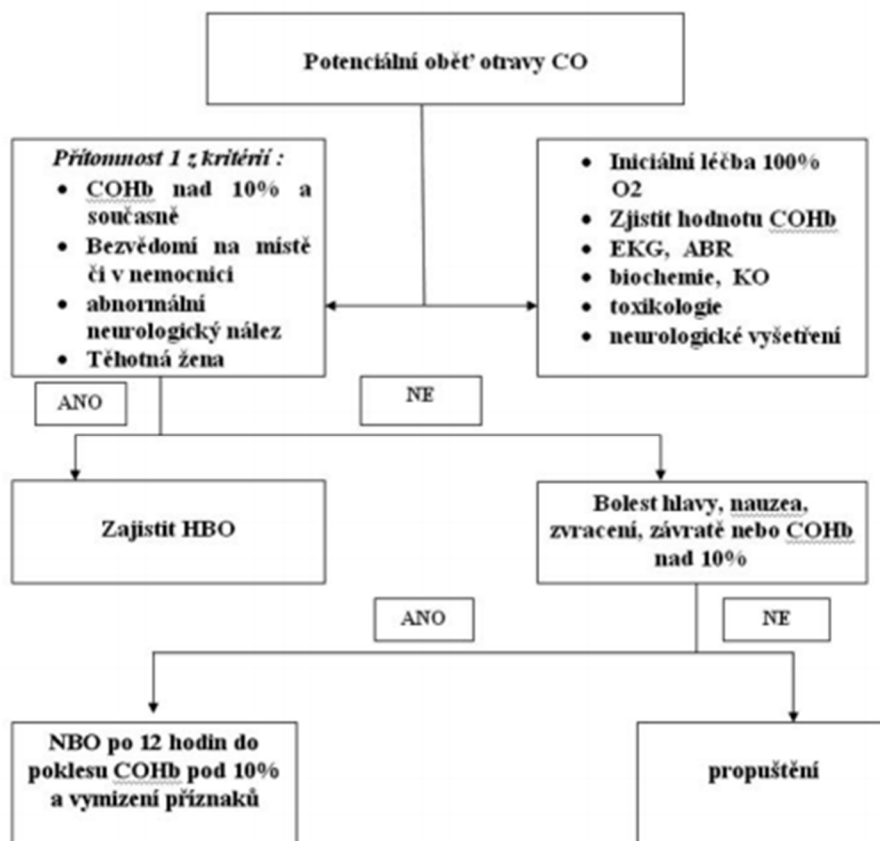 Potenciální oběť otravy CO
Přítomnost 1 z kritérií :
• COHb nad 10% a
současně
• Bezvědomí na místě
či v nemocnici
• abnormální
neurologický nález
• Těhotná žena
• Iniciální léčba 100%
O2
• Zjistit hodnotu COHb
• EKG, ABR
• biochemie, KO
• toxikologie
• neurologické vyšetření
ANO
NE
Zajistit HBO
Bolest hlavy, nauzea,
zvracení, závratě nebo COHb
nad 10%
ANO
NE
NBO po 12 hodin do
poklesu COHb pod 10%
a vymizení příznaků
propuštění